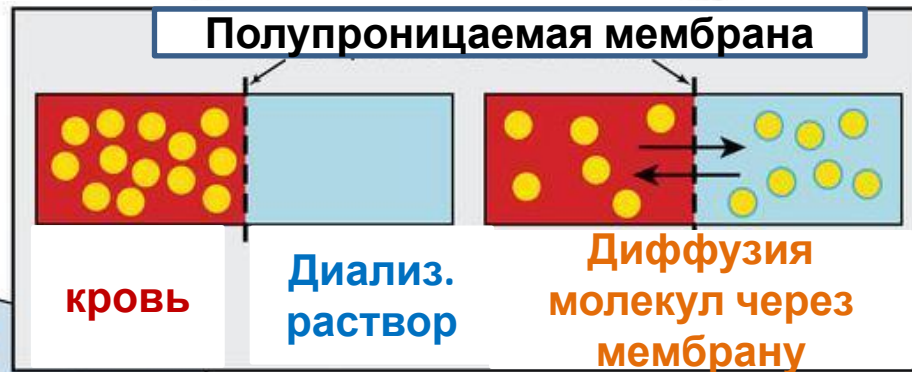 Полупроницаемая мембрана
кровь
Диализ.
раствор
Диффузия
молекул через
мембрану